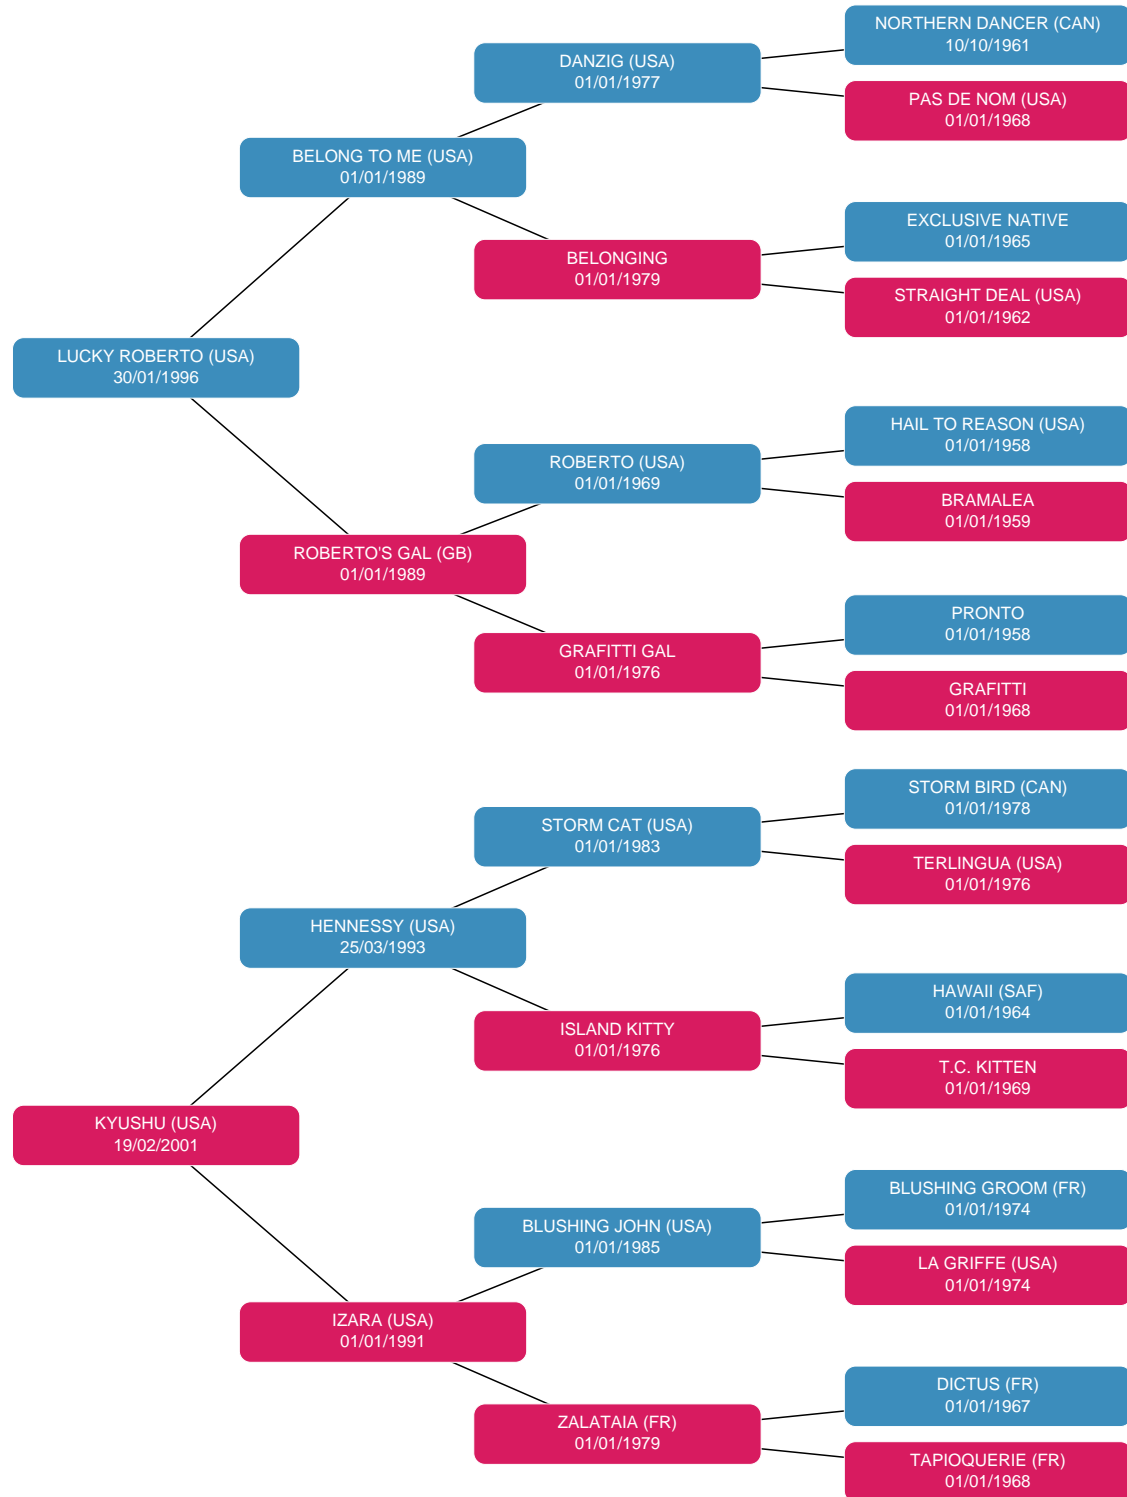 NORTHERN DANCER (CAN)
10/10/1961
DANZIG (USA)
01/01/1977
PAS DE NOM (USA)
01/01/1968
BELONG TO ME (USA)
01/01/1989
EXCLUSIVE NATIVE
01/01/1965
BELONGING
01/01/1979
STRAIGHT DEAL (USA)
01/01/1962
LUCKY ROBERTO (USA)
30/01/1996
HAIL TO REASON (USA)
01/01/1958
ROBERTO (USA)
01/01/1969
BRAMALEA
01/01/1959
ROBERTO'S GAL (GB)
01/01/1989
PRONTO
01/01/1958
GRAFITTI GAL
01/01/1976
GRAFITTI
01/01/1968
STORM BIRD (CAN)
01/01/1978
STORM CAT (USA)
01/01/1983
TERLINGUA (USA)
01/01/1976
HENNESSY (USA)
25/03/1993
HAWAII (SAF)
01/01/1964
ISLAND KITTY
01/01/1976
T.C. KITTEN
01/01/1969
KYUSHU (USA)
19/02/2001
BLUSHING GROOM (FR)
01/01/1974
BLUSHING JOHN (USA)
01/01/1985
LA GRIFFE (USA)
01/01/1974
IZARA (USA)
01/01/1991
DICTUS (FR)
01/01/1967
ZALATAIA (FR)
01/01/1979
TAPIOQUERIE (FR)
01/01/1968